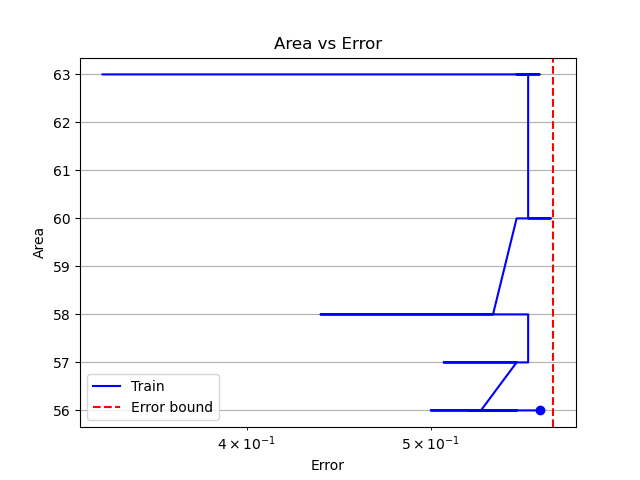 Area vs Error
63
62
61
60
59
58
57
56
Area
Train
Error bound
4 × 10⁻¹
5 × 10⁻¹
Error